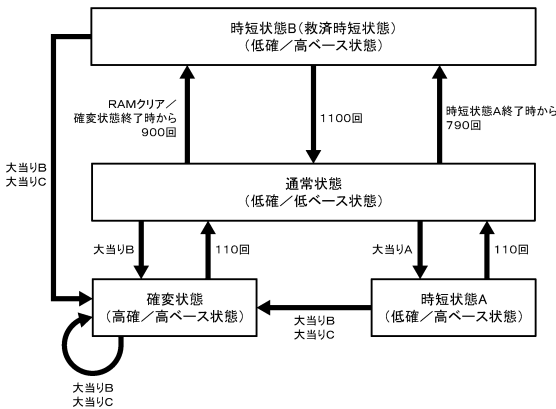 時短状態B(救済時短状態)
(低確／高ベース状態)
RAMクリア／
確変状態終了時から
900回
1100回
時短状態A終了時から
790回
大当りB
大当りC
通常状態
(低確／低ベース状態)
大当りB
110回
大当りA
110回
確変状態
(高確／高ベース状態)
時短状態A
(低確／高ベース状態)
大当りB
大当りC
大当りB
大当りC